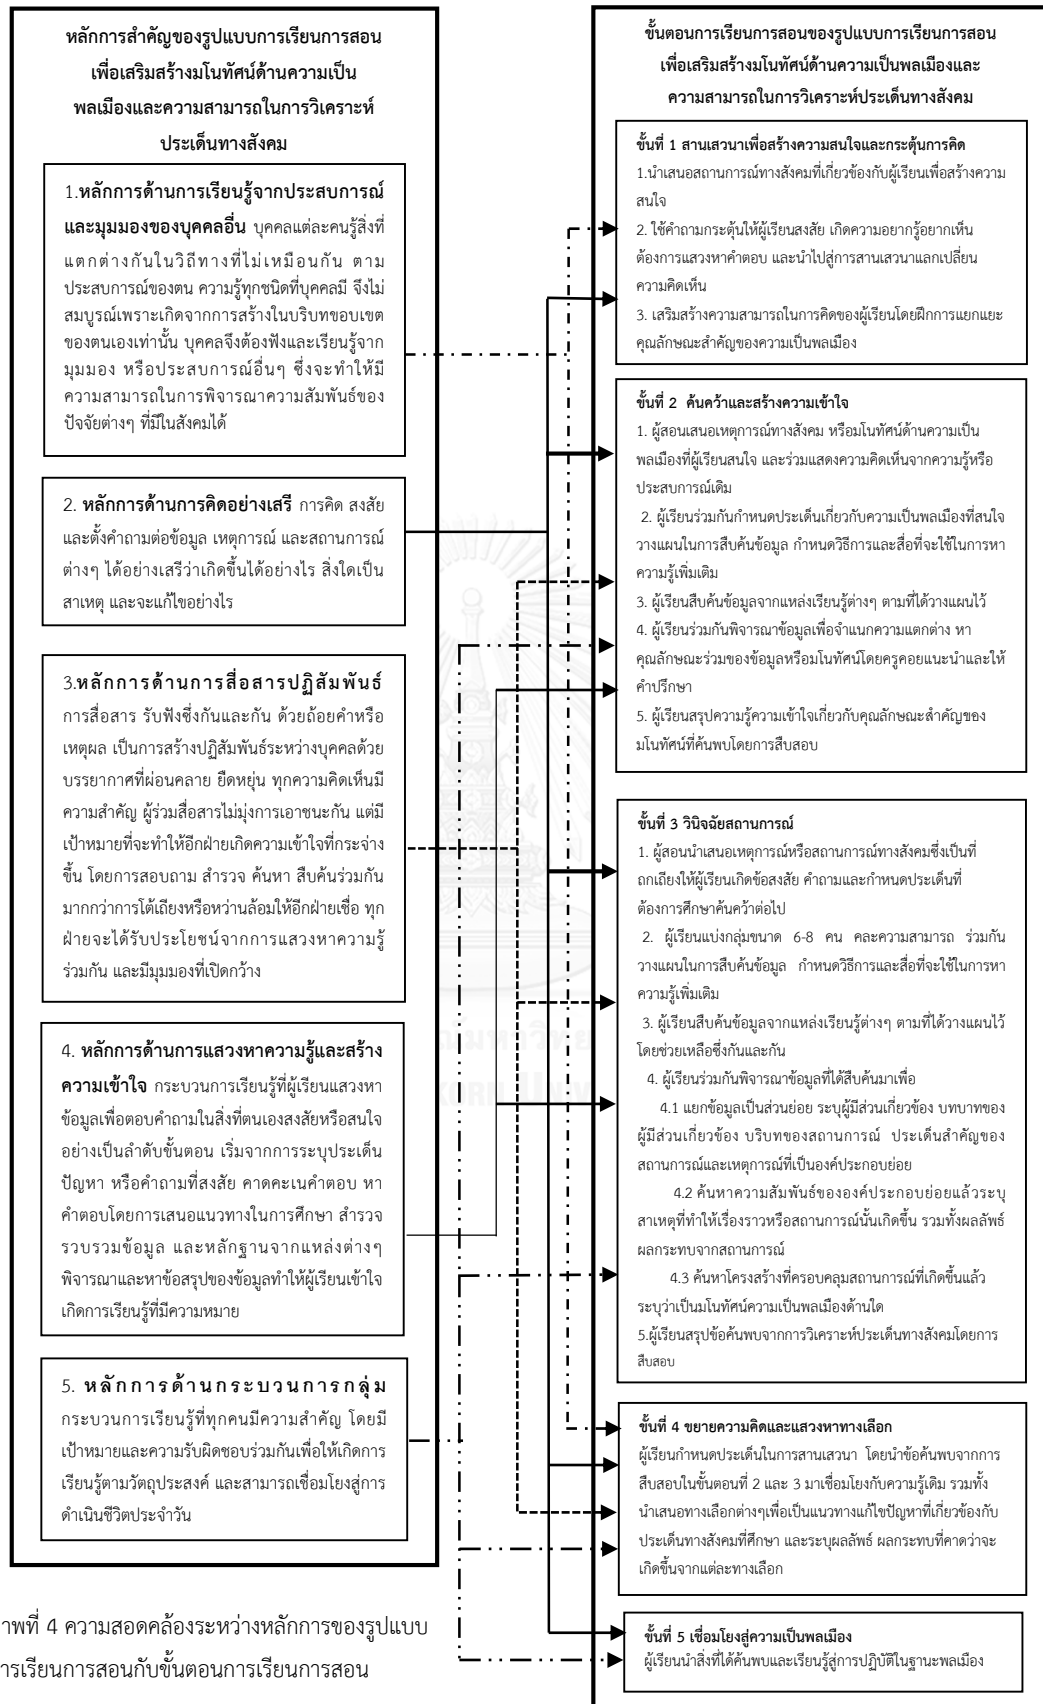 หลักการสำคัญของรูปแบบการเรียนการสอน
เพื่อเสริมสร้างมโนทัศน์ด้านความเป็น
พลเมืองและความสามารถในการวิเคราะห์
ประเด็นทางสังคม
1.หลักการด้านการเรียนรู้จากประสบการณ์
และมุมมองของบุคคลอื่น บุคคลแต่ละคนรู้สิ่งที่
แตกต่างกันในวิถีทางที่ไม่เหมือนกัน ตาม
ประสบการณ์ของตน ความรู้ทุกชนิดที่บุคคลมี จึงไม่
สมบูรณ์เพราะเกิดจากการสร้างในบริบทขอบเขต
ของตนเองเท่านั้น บุคคลจึงต้องฟังและเรียนรู้จาก
มุมมอง หรือประสบการณ์อื่นๆ ซึ่งจะทำให้มี
ความสามารถในการพิจารณาความสัมพันธ์ของ
ปัจจัยต่างๆ ที่มีในสังคมได้
2. หลักการด้านการคิดอย่างเสรี การคิด สงสัย
และตั้งคำถามต่อข้อมูล เหตุการณ์ และสถานการณ์
ต่างๆ ได้อย่างเสรีว่าเกิดขึ้นได้อย่างไร สิ่งใดเป็น
สาเหตุ และจะแก้ไขอย่างไร
3.หลักการด้านการสื่อสารปฏิสัมพันธ์
การสื่อสาร รับฟังซึ่งกันและกัน ด้วยถ้อยคำหรือ
เหตุผล เป็นการสร้างปฏิสัมพันธ์ระหว่างบุคคลด้วย
บรรยากาศที่ผ่อนคลาย ยืดหยุ่น ทุกความคิดเห็นมี
ความสำคัญ ผู้ร่วมสื่อสารไม่มุ่งการเอาชนะกัน แต่มี
เป้าหมายที่จะทำให้อีกฝ่ายเกิดความเข้าใจที่กระจ่าง
ขึ้น โดยการสอบถาม สำรวจ ค้นหา สืบค้นร่วมกัน
มากกว่าการโต้เถียงหรือหว่านล้อมให้อีกฝ่ายเชื่อ ทุก
ฝ่ายจะได้รับประโยชน์จากการแสวงหาความรู้
ร่วมกัน และมีมุมมองที่เปิดกว้าง
4. หลักการด้านการแสวงหาความรู้และสร้าง
ความเข้าใจ กระบวนการเรียนรู้ที่ผู้เรียนแสวงหา
ข้อมูลเพื่อตอบคำถามในสิ่งที่ตนเองสงสัยหรือสนใจ
อย่างเป็นลำดับขั้นตอน เริ่มจากการระบุประเด็น
ปัญหา หรือคำถามที่สงสัย คาดคะเนคำตอบ หา
คำตอบโดยการเสนอแนวทางในการศึกษา สำรวจ
รวบรวมข้อมูล และหลักฐานจากแหล่งต่างๆ
พิจารณาและหาข้อสรุปของข้อมูลทำให้ผู้เรียนเข้าใจ
เกิดการเรียนรู้ที่มีความหมาย
5. หลักการด้านกระบวนการกลุ่ม
กระบวนการเรียนรู้ที่ทุกคนมีความสำคัญ โดยมี
เป้าหมายและความรับผิดชอบร่วมกันเพื่อให้เกิดการ
เรียนรู้ตามวัตถุประสงค์ และสามารถเชื่อมโยงสู่การ
ดำเนินชีวิตประจำวัน
าพที่ 4 ความสอดคล้องระหว่างหลักการของรูปแบบ
ารเรียนการสอนกับขั้นตอนการเรียนการสอน
ขั้นตอนการเรียนการสอนของรูปแบบการเรียนการสอน
เพื่อเสริมสร้างมโนทัศน์ด้านความเป็นพลเมืองและ
ความสามารถในการวิเคราะห์ประเด็นทางสังคม
ขั้นที่ 1 สานเสวนาเพื่อสร้างความสนใจและกระตุ้นการคิด
1.นำเสนอสถานการณ์ทางสังคมที่เกี่ยวข้องกับผู้เรียนเพื่อสร้างความ
สนใจ
2. ใช้คำถามกระตุ้นให้ผู้เรียนสงสัย เกิดความอยากรู้อยากเห็น
ต้องการแสวงหาคำตอบ และนำไปสู่การสานเสวนาแลกเปลี่ยน
ความคิดเห็น
3. เสริมสร้างความสามารถในการคิดของผู้เรียนโดยฝึกการแยกแยะ
คุณลักษณะสำคัญของความเป็นพลเมือง
ขั้นที่ 2 ค้นคว้าและสร้างความเข้าใจ
1. ผู้สอนเสนอเหตุการณ์ทางสังคม หรือมโนทัศน์ด้านความเป็น
พลเมืองที่ผู้เรียนสนใจ และร่วมแสดงความคิดเห็นจากความรู้หรือ
ประสบการณ์เดิม
2. ผู้เรียนร่วมกันกำหนดประเด็นเกี่ยวกับความเป็นพลเมืองที่สนใจ
วางแผนในการสืบค้นข้อมูล กำหนดวิธีการและสื่อที่จะใช้ในการหา
ความรู้เพิ่มเติม
3. ผู้เรียนสืบค้นข้อมูลจากแหล่งเรียนรู้ต่างๆ ตามที่ได้วางแผนไว้
4. ผู้เรียนร่วมกันพิจารณาข้อมูลเพื่อจำแนกความแตกต่าง หา
คุณลักษณะร่วมของข้อมูลหรือมโนทัศน์โดยครูคอยแนะนำและให้
คำปรึกษา
5. ผู้เรียนสรุปความรู้ความเข้าใจเกี่ยวกับคุณลักษณะสำคัญของ
มโนทัศน์ที่ค้นพบโดยการสืบสอบ
ขั้นที่ 3 วินิจฉัยสถานการณ์
1. ผู้สอนนำเสนอเหตุการณ์หรือสถานการณ์ทางสังคมซึ่งเป็นที่
ถกเถียงให้ผู้เรียนเกิดข้อสงสัย คำถามและกำหนดประเด็นที่
ต้องการศึกษาค้นคว้าต่อไป
2. ผู้เรียนแบ่งกลุ่มขนาด 6-8 คน คละความสามารถ ร่วมกัน
วางแผนในการสืบค้นข้อมูล กำหนดวิธีการและสื่อที่จะใช้ในการหา
ความรู้เพิ่มเติม
3. ผู้เรียนสืบค้นข้อมูลจากแหล่งเรียนรู้ต่างๆ ตามที่ได้วางแผนไว้
โดยช่วยเหลือซึ่งกันและกัน
4. ผู้เรียนร่วมกันพิจารณาข้อมูลที่ได้สืบค้นมาเพื่อ
4.1 แยกข้อมูลเป็นส่วนย่อย ระบุผู้มีส่วนเกี่ยวข้อง บทบาทของ
ผู้มีส่วนเกี่ยวข้อง บริบทของสถานการณ์ ประเด็นสำคัญของ
สถานการณ์และเหตุการณ์ที่เป็นองค์ประกอบย่อย
4.2 ค้นหาความสัมพันธ์ขององค์ประกอบย่อยแล้วระบุ
สาเหตุที่ทำให้เรื่องราวหรือสถานการณ์นั้นเกิดขึ้น รวมทั้งผลลัพธ์
ผลกระทบจากสถานการณ์
4.3 ค้นหาโครงสร้างที่ครอบคลุมสถานการณ์ที่เกิดขึ้นแล้ว
ระบุว่าเป็นมโนทัศน์ความเป็นพลเมืองด้านใด
5.ผู้เรียนสรุปข้อค้นพบจากการวิเคราะห์ประเด็นทางสังคมโดยการ
สืบสอบ
ขั้นที่ 4 ขยายความคิดและแสวงหาทางเลือก
ผู้เรียนกำหนดประเด็นในการสานเสวนา โดยนำข้อค้นพบจากการ
สืบสอบในขั้นตอนที่ 2 และ 3 มาเชื่อมโยงกับความรู้เดิม รวมทั้ง
นำเสนอทางเลือกต่างๆเพื่อเป็นแนวทางแก้ไขปัญหาที่เกี่ยวข้องกับ
ประเด็นทางสังคมที่ศึกษา และระบุผลลัพธ์ ผลกระทบที่คาดว่าจะ
เกิดขึ้นจากแต่ละทางเลือก
ขั้นที่ 5 เชื่อมโยงสู่ความเป็นพลเมือง
ผู้เรียนนำสิ่งที่ได้ค้นพบและเรียนรู้สู่การปฏิบัติในฐานะพลเมือง